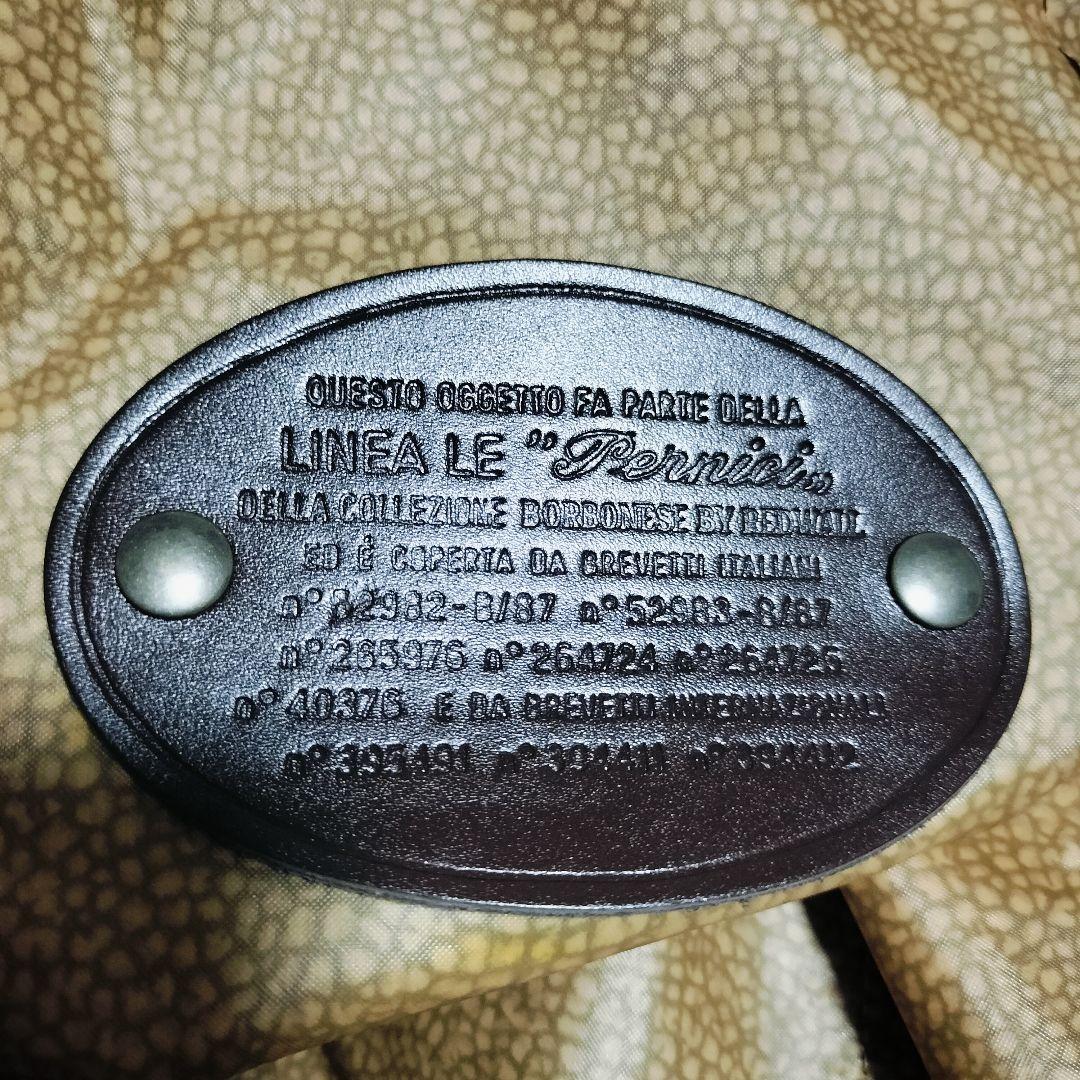 QUESTO OGGETTO FA PARTE DELLA
LINEA LE "Pernici„
DELLA COLLEZIONE BORBONESE BY REDWALL
ED É COPERTA DA BREVETTI ITALIANI
n° 52982-B/87 n° 52983-B/87
n° 265976 n° 264724 n° 264725
n° 40376 E DA BREVETTI INTERNAZIONALI
n° 395491 n° 394411 n° 394412